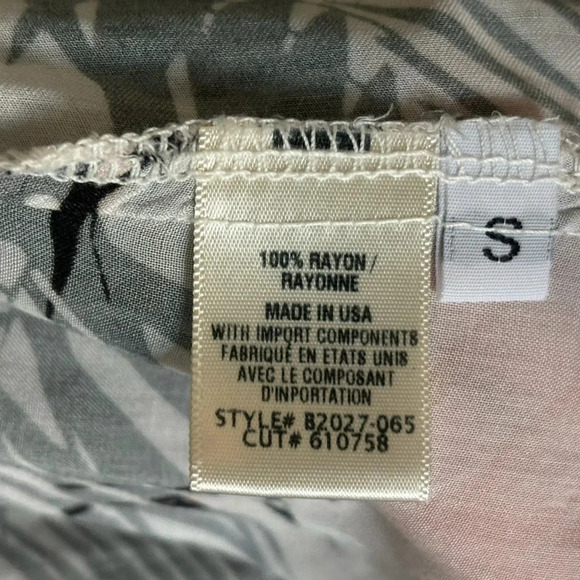 100% RAYON /
RAYONNE
MADE IN USA
WITH IMPORT COMPONENTS
FABRIQUÉ EN ETATS UNIS
AVEC LE COMPOSANT
D'INPORTATION
STYLE# B2027-065
CUT# 610758
S